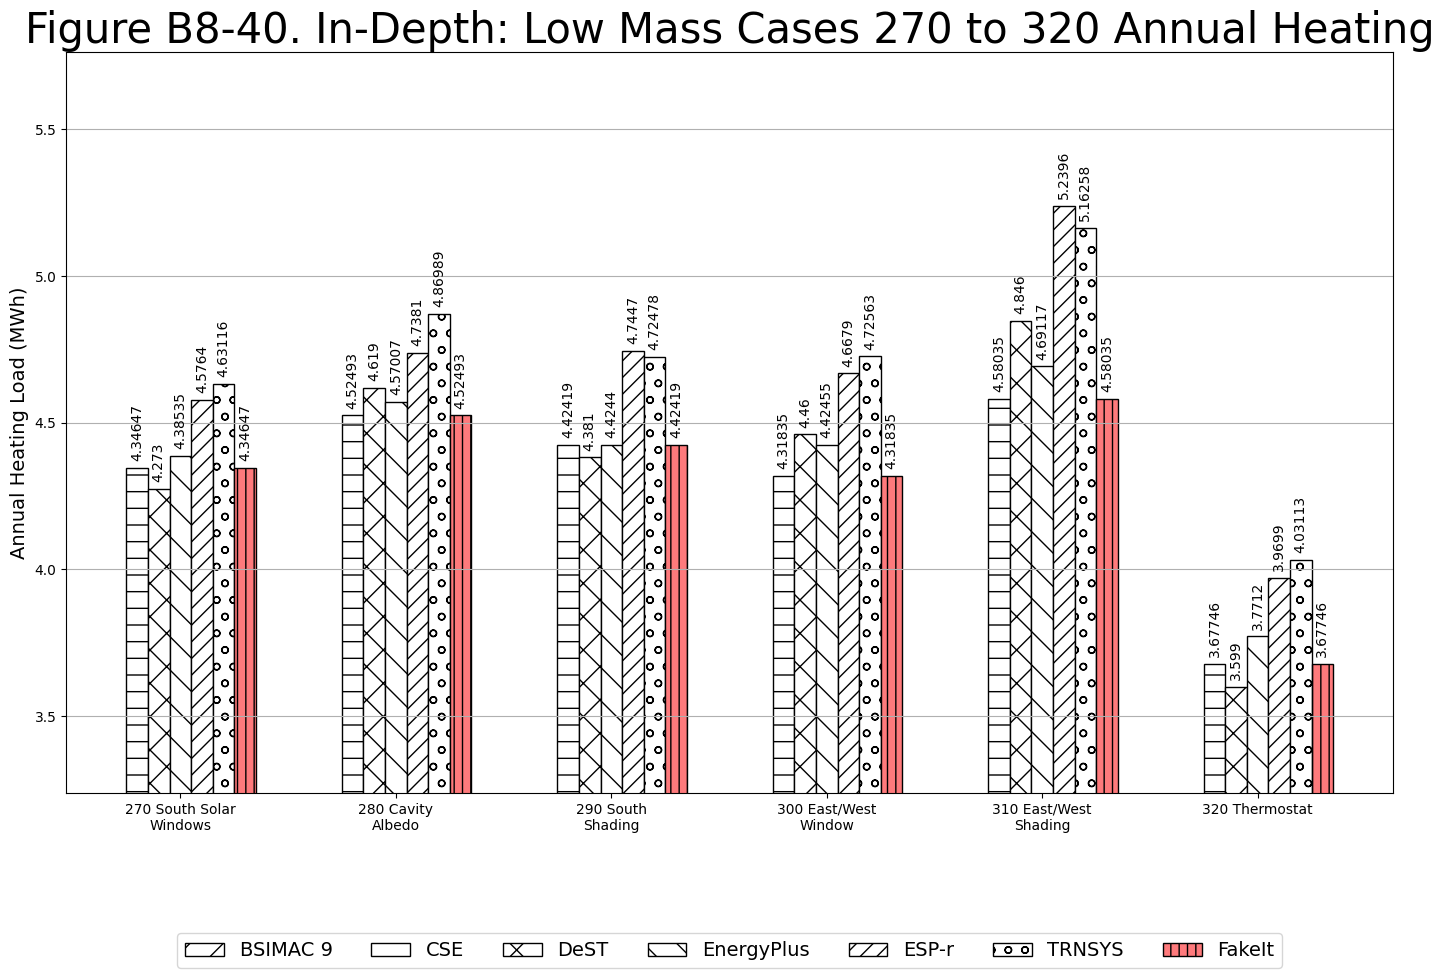 Figure B8-40. In-Depth: Low Mass Cases 270 to 320 Annual Heating
Annual Heating Load (MWh)
5.5
5.0
4.5
4.0
3.5
4.34647
4.273
4.38535
4.5764
4.63116
4.34647
4.52493
4.619
4.57007
4.7381
4.86989
4.52493
4.42419
4.381
4.4244
4.7447
4.72478
4.42419
4.31835
4.46
4.42455
4.6679
4.72563
4.31835
4.58035
4.846
4.69117
5.2396
5.16258
4.58035
3.67746
3.599
3.7712
3.9699
4.03113
3.67746
270 South Solar
Windows
280 Cavity
Albedo
290 South
Shading
300 East/West
Window
310 East/West
Shading
320 Thermostat
BSIMAC 9
CSE
DeST
EnergyPlus
ESP-r
TRNSYS
FakeIt